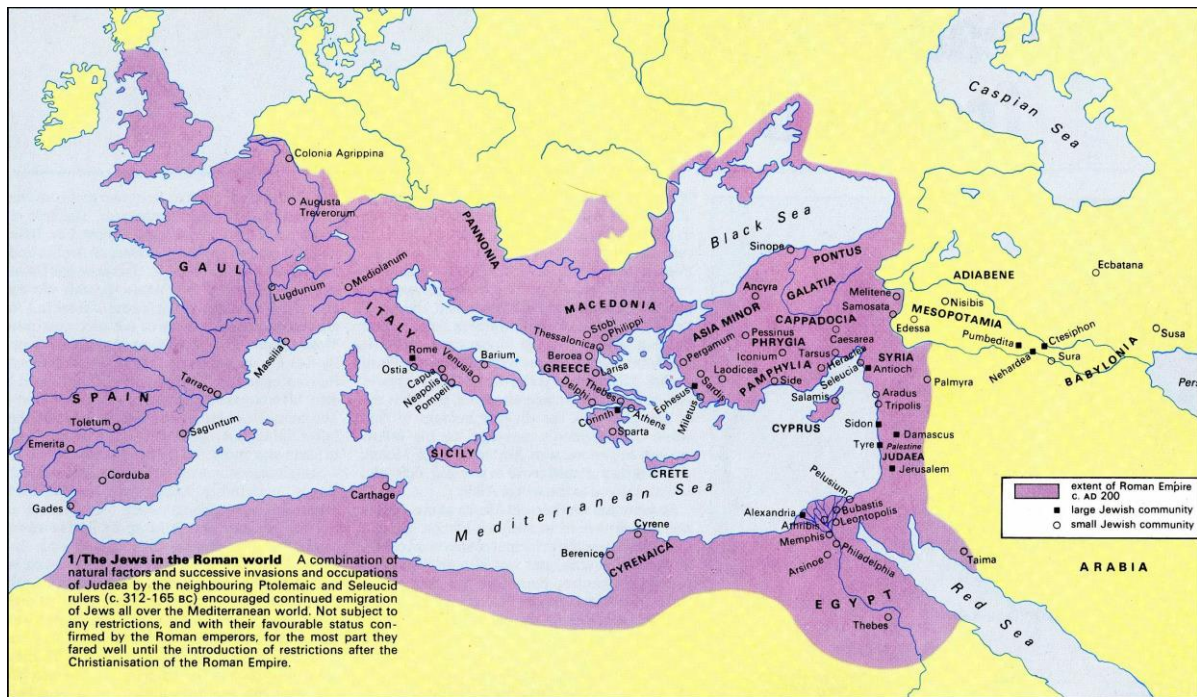 Caspian Sea
Colonia Agrippina
Augusta
Treverorum
PANNONIA
Black Sea
Sinope
PONTUS
GAUL
Lugdunum
Mediolanum
ITALY
MACEDONIA
Ancyra
GALATIA
Melitene
Samosata
ADIABENE
Ecbatana
Nisibis
MESOPOTAMIA
Edessa
Stobi
Philippi
Thessalonica
ASIA MINOR
CAPPADOCIA
Pessinus
PHRYGIA
Caesarea
Pergamum
Pumbedita
Ctesiphon
Susa
Massilia
Rome
Ostia
Venusia
Barium
Capua
Neapolis
Pompeii
Beroea
Larisa
GREECE
Iconium
Tarsus
Heraclea
SYRIA
Nehardea
Sura
BABYLONIA
Pers
Tarraco
Delphi
Thebes
Laodicea
PAMPHYLIA
Seleucia
Antioch
Sardis
Side
Palmyra
SPAIN
Ephesus
Miletus
Salamis
Aradus
Tripolis
Toletum
Saguntum
Corinth
Athens
Sparta
CYPRUS
Sidon
Damascus
Emerita
SICILY
Tyre
Palestine
JUDAEA
Corduba
CRETE
Jerusalem
Gades
Carthage
Mediterranean Sea
Pelusium
Alexandria
Bubastis
Athribis
Leontopolis
Cyrene
Memphis
Berenice
CYRENAICA
Arsinoe
Philadelphia
Taima
ARABIA
EGYPT
Thebes
Red Sea
extent of Roman Empire
c. AD 200
large Jewish community
small Jewish community
1/The Jews in the Roman world A combination of
natural factors and successive invasions and occupations
of Judaea by the neighbouring Ptolemaic and Seleucid
rulers (c. 312-165 BC) encouraged continued emigration
of Jews all over the Mediterranean world. Not subject to
any restrictions, and with their favourable status con-
firmed by the Roman emperors, for the most part they
fared well until the introduction of restrictions after the
Christianisation of the Roman Empire.